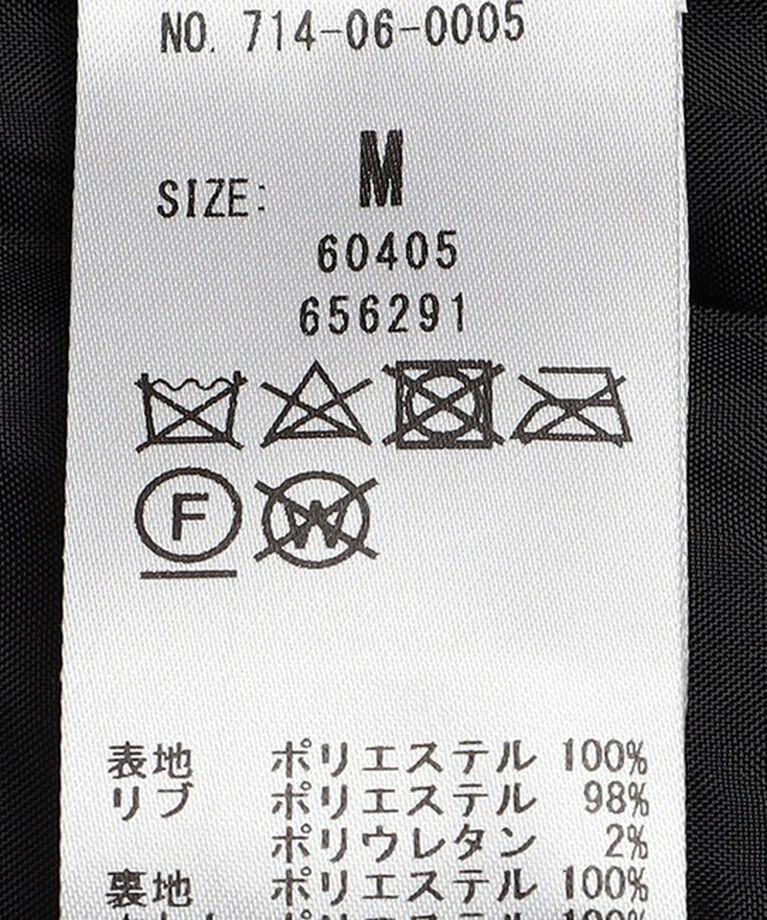 NO. 714-06-0005
SIZE: M
60405
656291
F W
表地 ポリエステル 100%
リブ ポリエステル 98%
ポリウレタン 2%
裏地 ポリエステル 100%